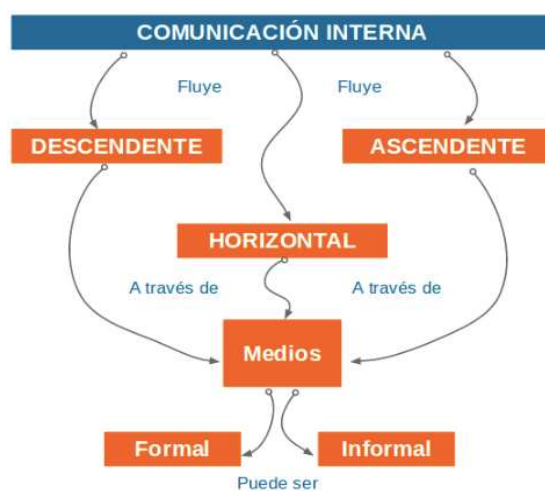 COMUNICACIÓN INTERNA
Fluye
Fluye
DESCENDENTE
ASCENDENTE
HORIZONTAL
A través de
A través de
Medios
Formal
Informal
Puede ser